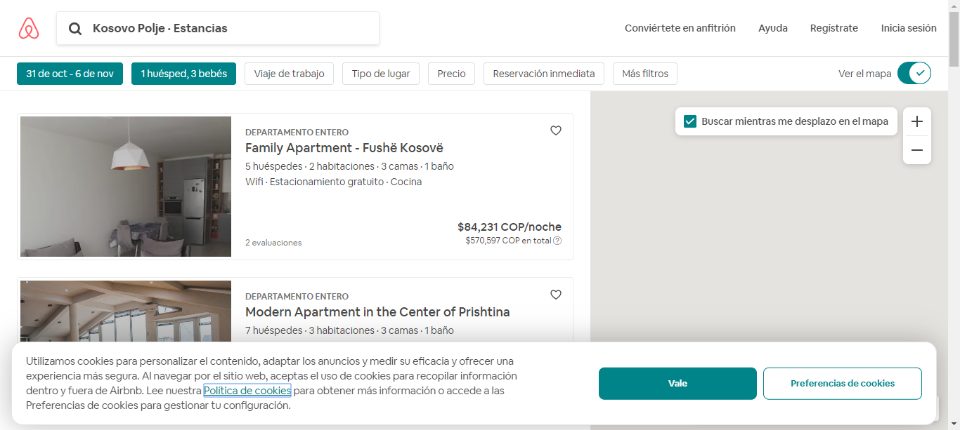 Kosovo Polje · Estancias
Conviértete en anfitrión
Ayuda
Regístrate
Inicia sesión
31 de oct - 6 de nov
1 huésped, 3 bebés
Viaje de trabajo
Tipo de lugar
Precio
Reservación inmediata
Más filtros
Ver el mapa
DEPARTAMENTO ENTERO
Family Apartment - Fushë Kosovë
5 huéspedes · 2 habitaciones · 3 camas · 1 baño
Wifi · Estacionamiento gratuito · Cocina
$84,231 COP/noche
2 evaluaciones
$570,597 COP en total ?
Buscar mientras me desplazo en el mapa
DEPARTAMENTO ENTERO
Modern Apartment in the Center of Prishtina
7 huéspedes · 3 habitaciones · 3 camas · 1 baño
Utilizamos cookies para personalizar el contenido, adaptar los anuncios y medir su eficacia y ofrecer una
experiencia más segura. Al navegar por el sitio web, aceptas el uso de cookies para recopilar información
dentro y fuera de Airbnb. Lee nuestra Política de cookies para obtener más información o accede a las
Preferencias de cookies para gestionar tu configuración.
Vale
Preferencias de cookies